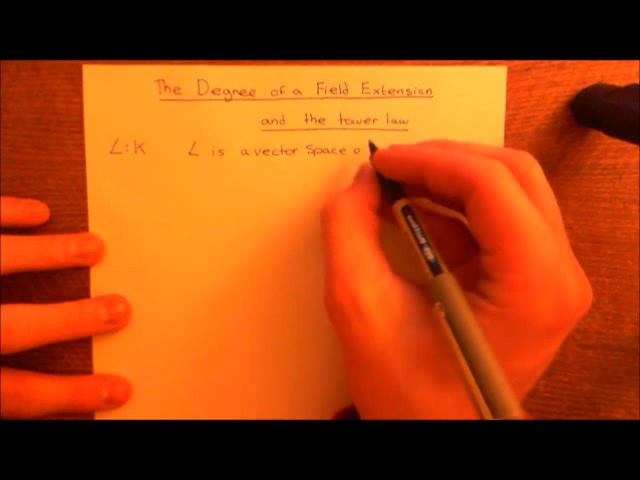 The Degree of a Field Extension
and the tower law
L:K L is a vector space o